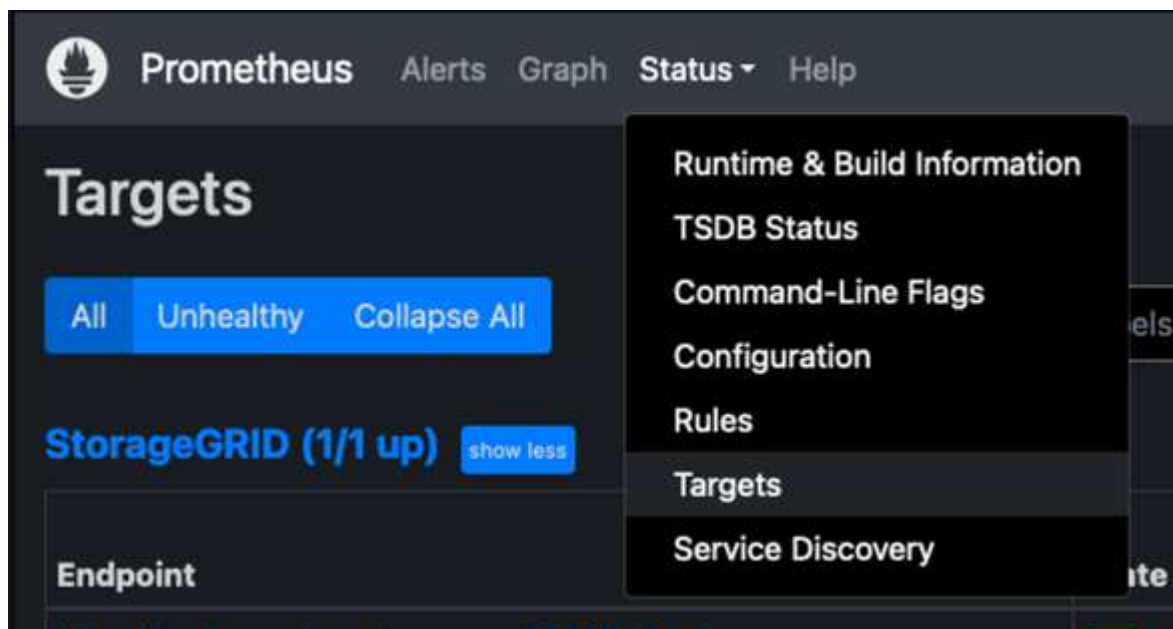 Prometheus Alerts Graph Status Help
Targets
Runtime & Build Information
TSDB Status
Command-Line Flags
Configuration
Rules
Targets
Service Discovery
All Unhealthy Collapse All
StorageGRID (1/1 up) show less
Endpoint